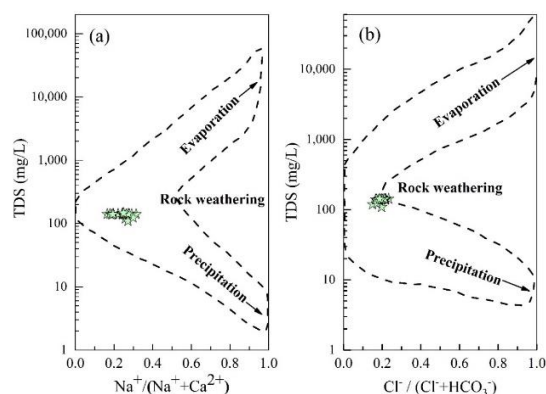 (a)
TDS (mg/L)
100,000
10,000
1,000
100
10
1
Evaporation
Rock weathering
Precipitation
0.0 0.2 0.4 0.6 0.8 1.0
Na⁺/(Na⁺+Ca²⁺)
(b)
TDS (mg/L)
10,000
1,000
100
10
1
Evaporation
Rock weathering
Precipitation
0.0 0.2 0.4 0.6 0.8 1.0
Cl⁻/(Cl⁻+HCO₃⁻)